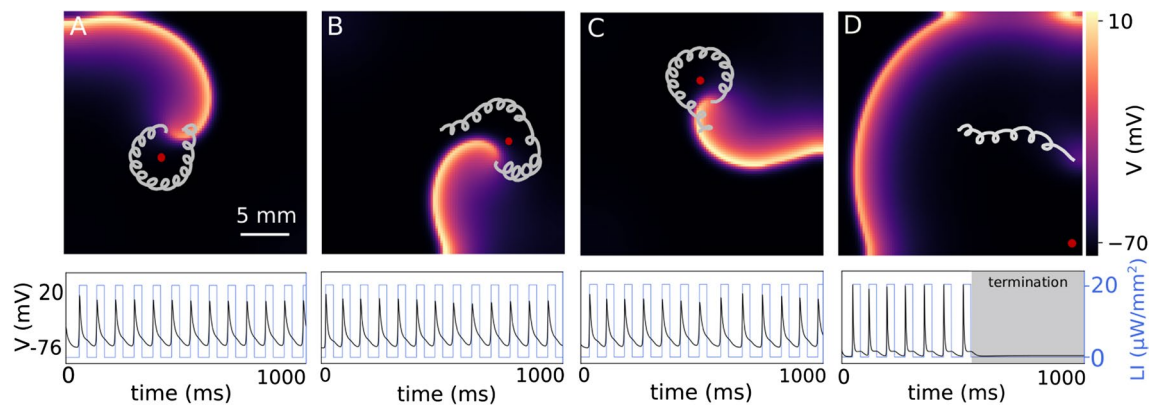 A
B
C
D
5 mm
10
V (mV)
−70
20
V (mV)
-76
0
1000
time (ms)
0
1000
time (ms)
0
1000
time (ms)
termination
0
1000
time (ms)
20
0
LI (μW/mm²)